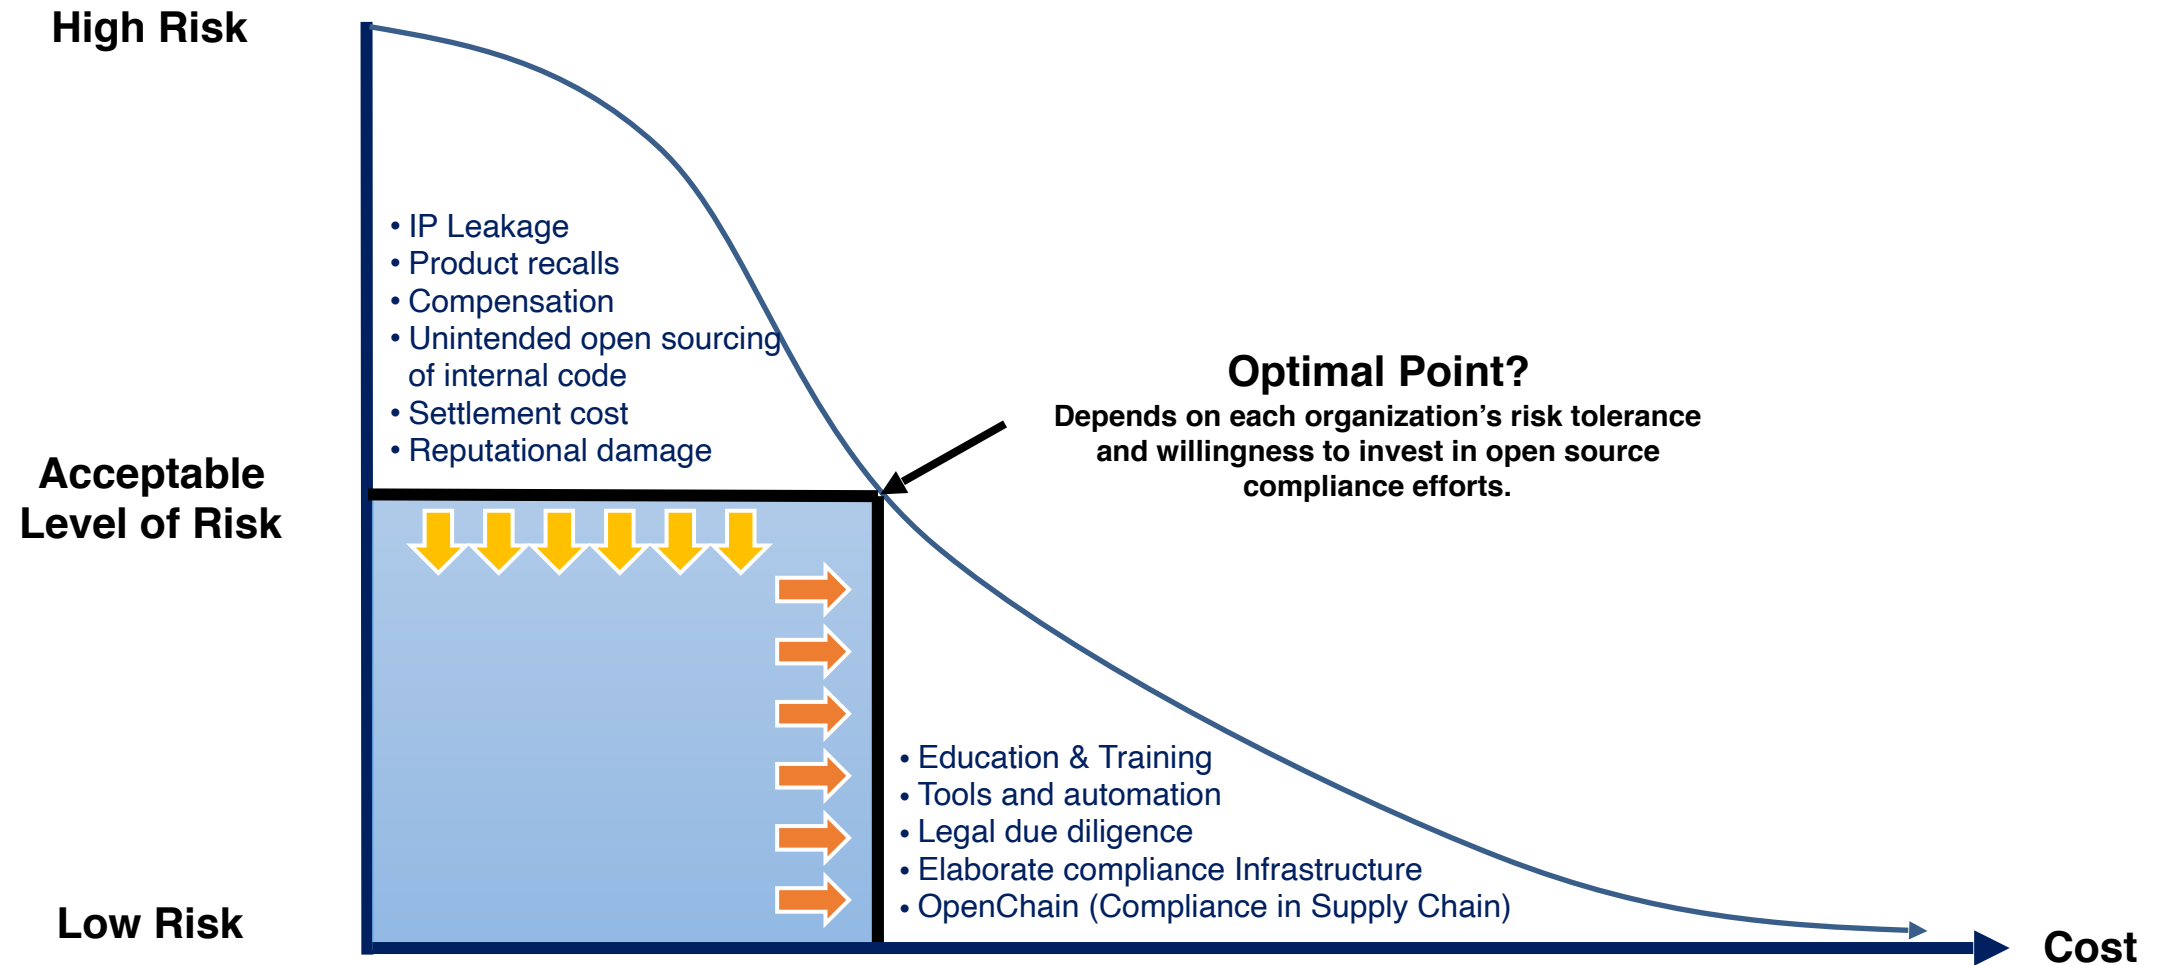 High Risk
• IP Leakage
• Product recalls
• Compensation
• Unintended open sourcing
of internal code
• Settlement cost
• Reputational damage
Optimal Point?
Depends on each organization’s risk tolerance
and willingness to invest in open source
compliance efforts.
Acceptable
Level of Risk
• Education & Training
• Tools and automation
• Legal due diligence
• Elaborate compliance Infrastructure
• OpenChain (Compliance in Supply Chain)
Low Risk
Cost